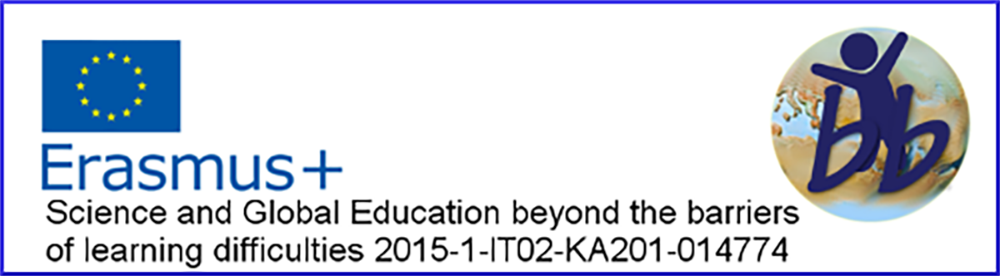 Erasmus+
Science and Global Education beyond the barriers
of learning difficulties 2015-1-IT02-KA201-014774
bb